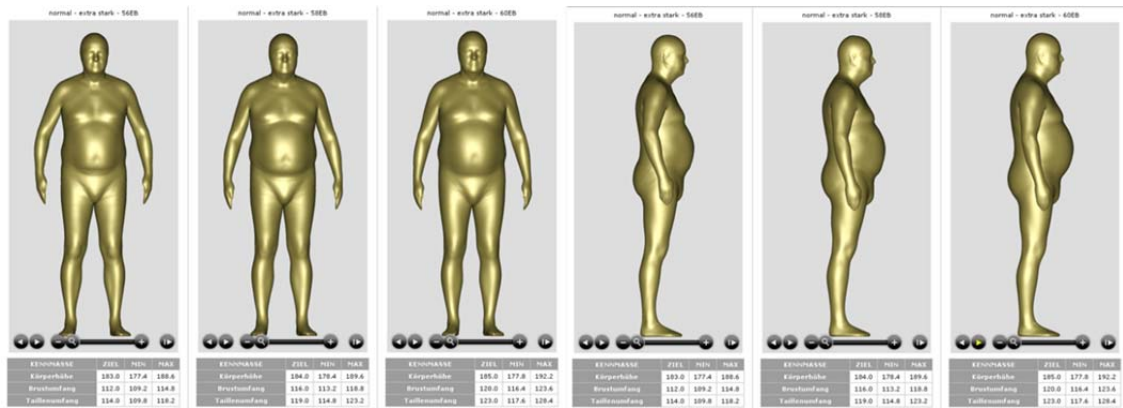 normal - extra stark - 56EB
KENNMASSE ZIEL MIN MAX
Körperhöhe 183.0 177.4 188.6
Brustumfang 112.0 109.2 114.8
Taillenumfang 114.0 109.8 118.2
normal - extra stark - 58EB
KENNMASSE ZIEL MIN MAX
Körperhöhe 184.0 178.4 189.6
Brustumfang 116.0 113.2 118.8
Taillenumfang 119.0 114.8 123.2
normal - extra stark - 60EB
KENNMASSE ZIEL MIN MAX
Körperhöhe 185.0 177.8 192.2
Brustumfang 120.0 116.4 123.6
Taillenumfang 123.0 117.6 128.4
normal - extra stark - 56EB
KENNMASSE ZIEL MIN MAX
Körperhöhe 183.0 177.4 188.6
Brustumfang 112.0 109.2 114.8
Taillenumfang 114.0 109.8 118.2
normal - extra stark - 58EB
KENNMASSE ZIEL MIN MAX
Körperhöhe 184.0 178.4 189.6
Brustumfang 116.0 113.2 118.8
Taillenumfang 119.0 114.8 123.2
normal - extra stark - 60EB
KENNMASSE ZIEL MIN MAX
Körperhöhe 185.0 177.8 192.2
Brustumfang 120.0 116.4 123.6
Taillenumfang 123.0 117.6 128.4